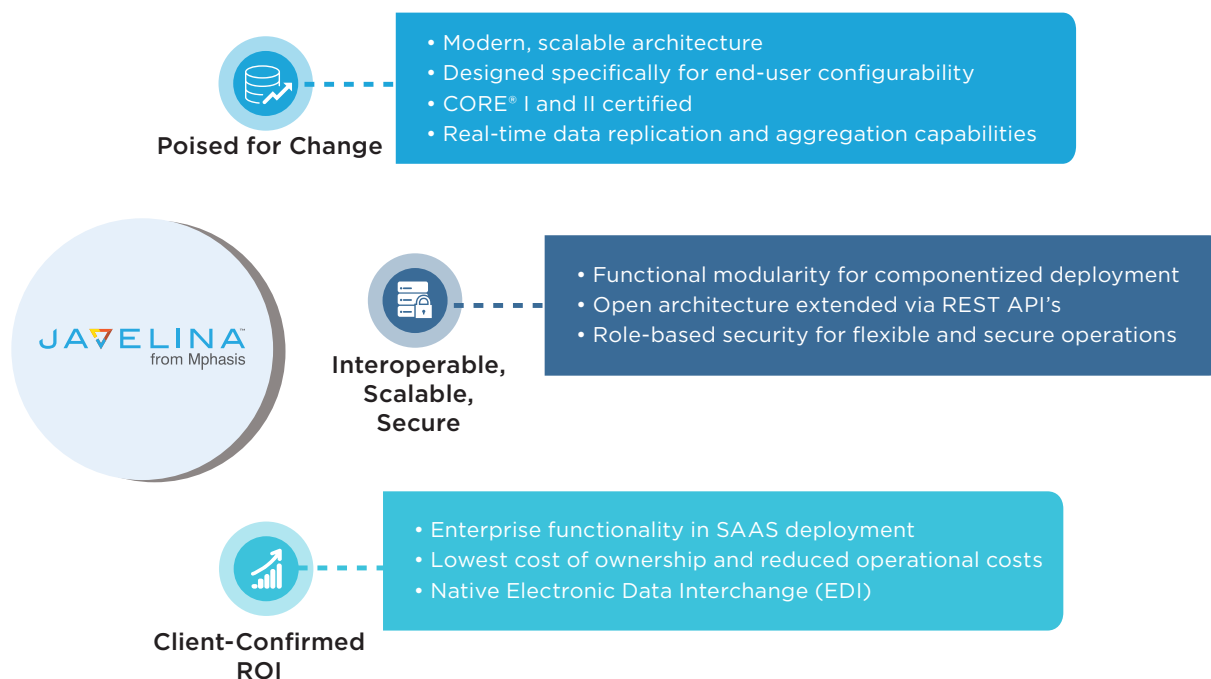 • Modern, scalable architecture
• Designed specifically for end-user configurability
• CORE® I and II certified
• Real-time data replication and aggregation capabilities
Poised for Change
JAVELINA™
from Mphasis
• Functional modularity for componentized deployment
• Open architecture extended via REST API's
• Role-based security for flexible and secure operations
Interoperable,
Scalable,
Secure
• Enterprise functionality in SAAS deployment
• Lowest cost of ownership and reduced operational costs
• Native Electronic Data Interchange (EDI)
Client-Confirmed
ROI